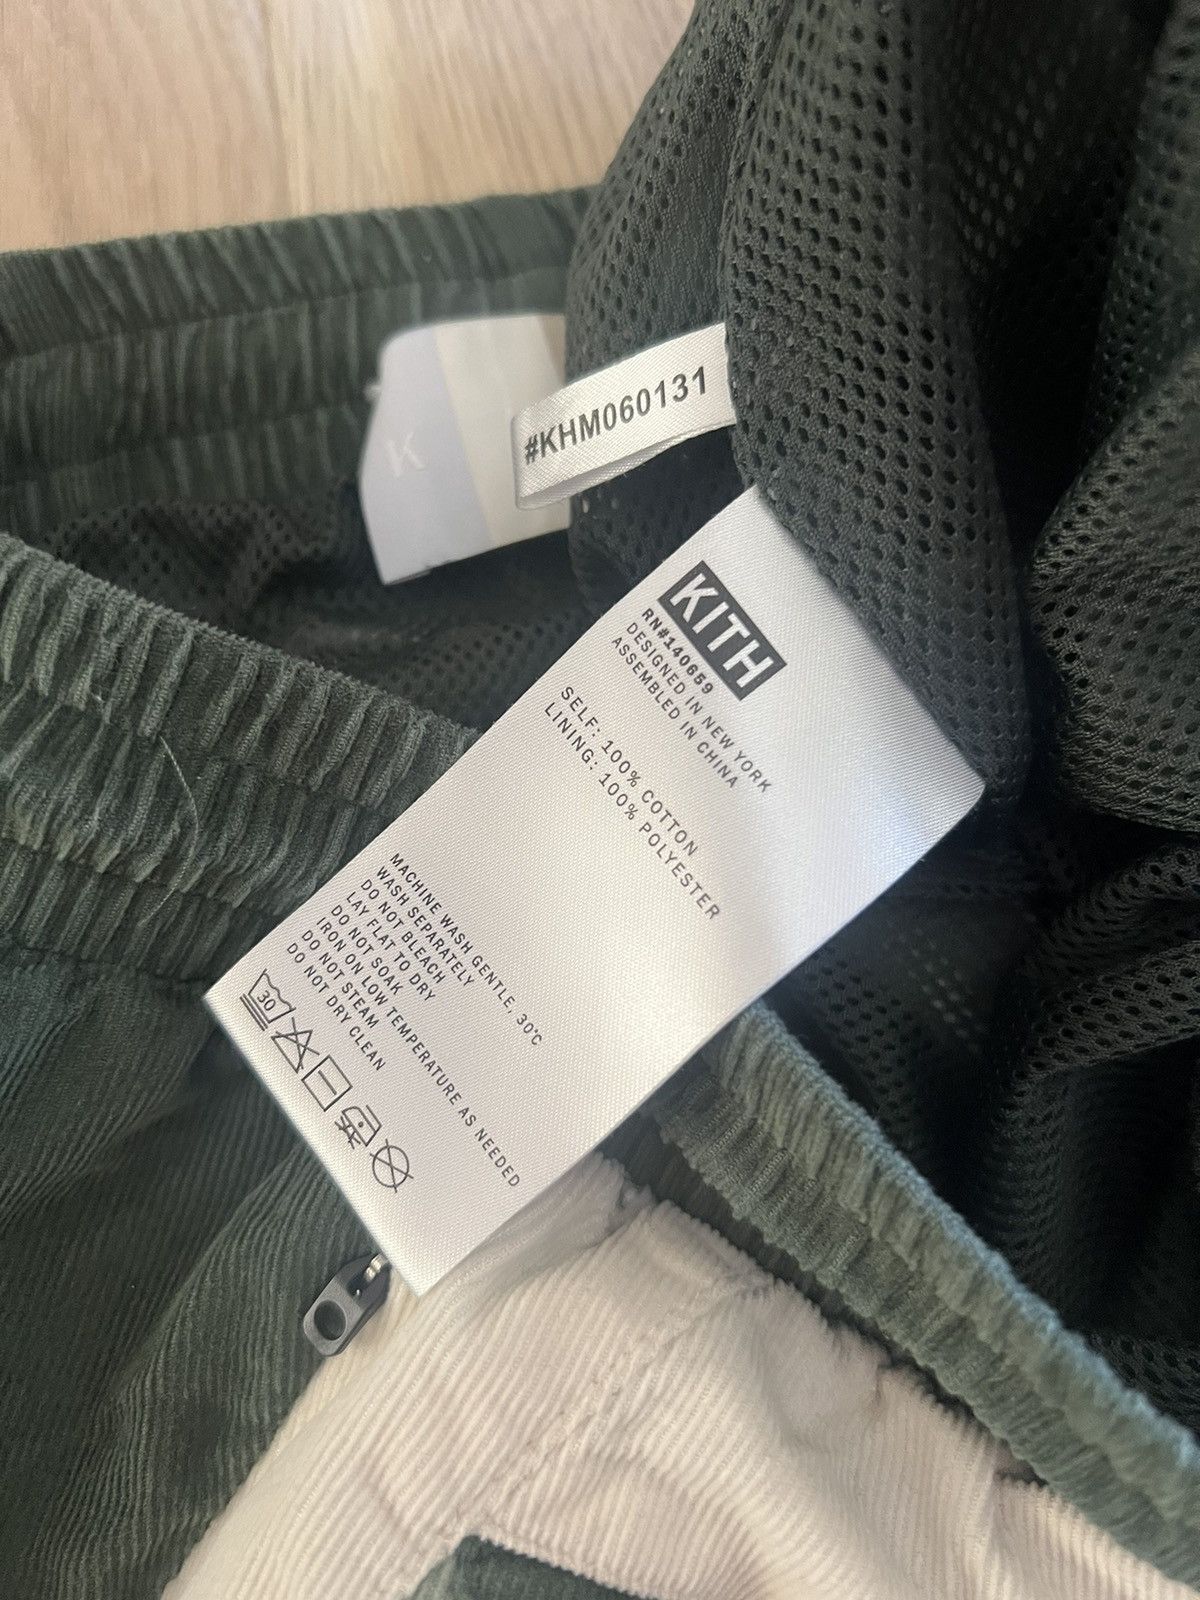 K
#KHM060131
KITH
RN#140659
DESIGNED IN NEW YORK
ASSEMBLED IN CHINA
SELF: 100% COTTON
LINING: 100% POLYESTER
MACHINE WASH GENTLE, 30°C
WASH SEPARATELY
DO NOT BLEACH
LAY FLAT TO DRY
DO NOT SOAK
IRON ON LOW TEMPERATURE AS NEEDED
DO NOT STEAM
DO NOT DRY CLEAN
30